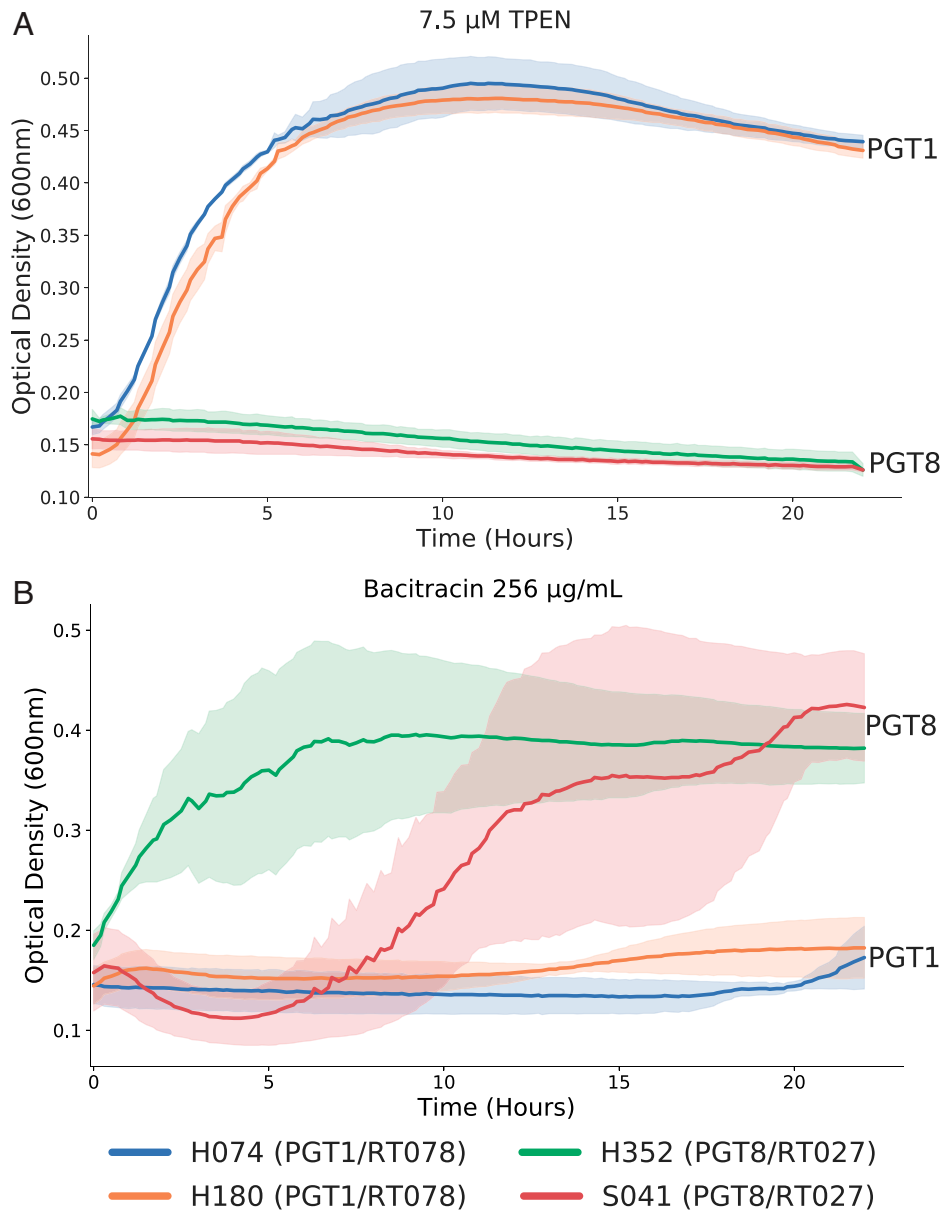 A
7.5 µM TPEN
Optical Density (600nm)
0.50
0.45
0.40
0.35
0.30
0.25
0.20
0.15
0.10
PGT1
PGT8
0
5
10
15
20
Time (Hours)
B
Bacitracin 256 µg/mL
Optical Density (600nm)
0.5
0.4
0.3
0.2
0.1
PGT8
PGT1
0
5
10
15
20
Time (Hours)
H074 (PGT1/RT078)
H352 (PGT8/RT027)
H180 (PGT1/RT078)
S041 (PGT8/RT027)